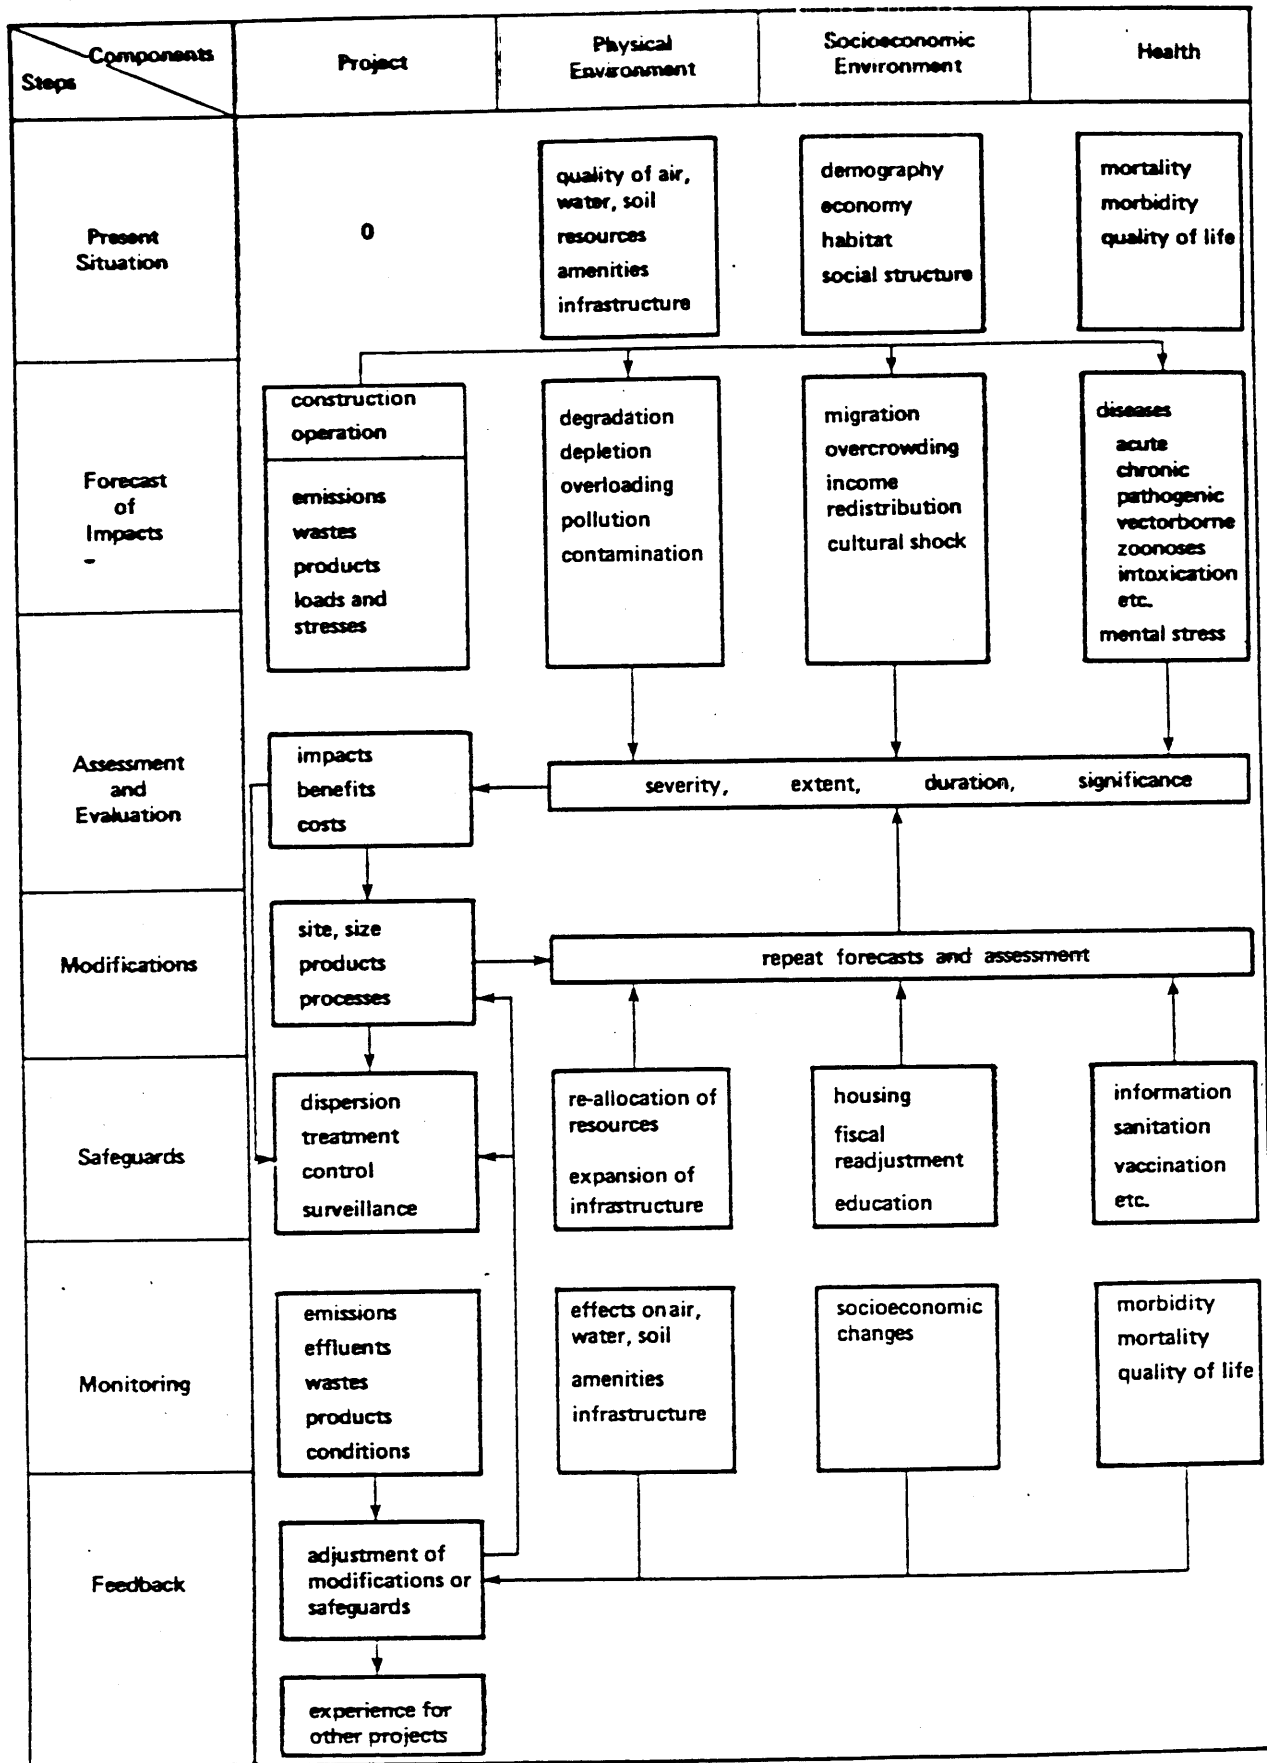 Components
Steps
Project
Physical
Environment
Socioeconomic
Environment
Health
Present
Situation
0
quality of air,
water, soil
resources
amenities
infrastructure
demography
economy
habitat
social structure
mortality
morbidity
quality of life
Forecast
of
Impacts
construction
operation
emissions
wastes
products
loads and
stresses
degradation
depletion
overloading
pollution
contamination
migration
overcrowding
income
redistribution
cultural shock
diseases
acute
chronic
pathogenic
vectorborne
zoonoses
intoxication
etc.
mental stress
Assessment
and
Evaluation
impacts
benefits
costs
severity, extent, duration, significance
Modifications
site, size
products
processes
repeat forecasts and assessment
Safeguards
dispersion
treatment
control
surveillance
re-allocation of
resources
expansion of
infrastructure
housing
fiscal
readjustment
education
information
sanitation
vaccination
etc.
Monitoring
emissions
effluents
wastes
products
conditions
effects on air,
water, soil
amenities
infrastructure
socioeconomic
changes
morbidity
mortality
quality of life
Feedback
adjustment of
modifications or
safeguards
experience for
other projects